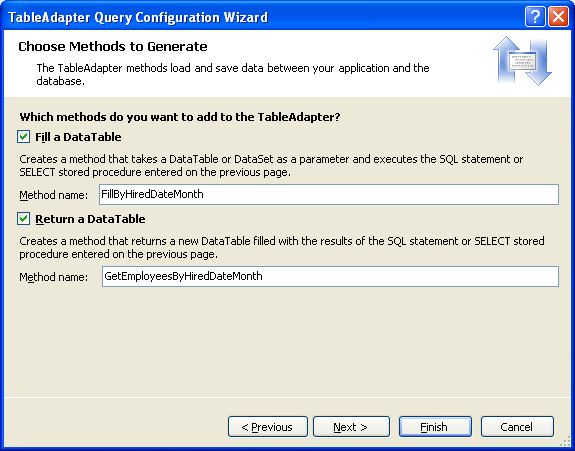 TableAdapter Query Configuration Wizard
Choose Methods to Generate
The TableAdapter methods load and save data between your application and the
database.
Which methods do you want to add to the TableAdapter?
Fill a DataTable
Creates a method that takes a DataTable or DataSet as a parameter and executes the SQL statement or
SELECT stored procedure entered on the previous page.
Method name: FillByHiredDateMonth
Return a DataTable
Creates a method that returns a new DataTable filled with the results of the SQL statement or SELECT stored
procedure entered on the previous page.
Method name: GetEmployeesByHiredDateMonth
< Previous Next > Finish Cancel